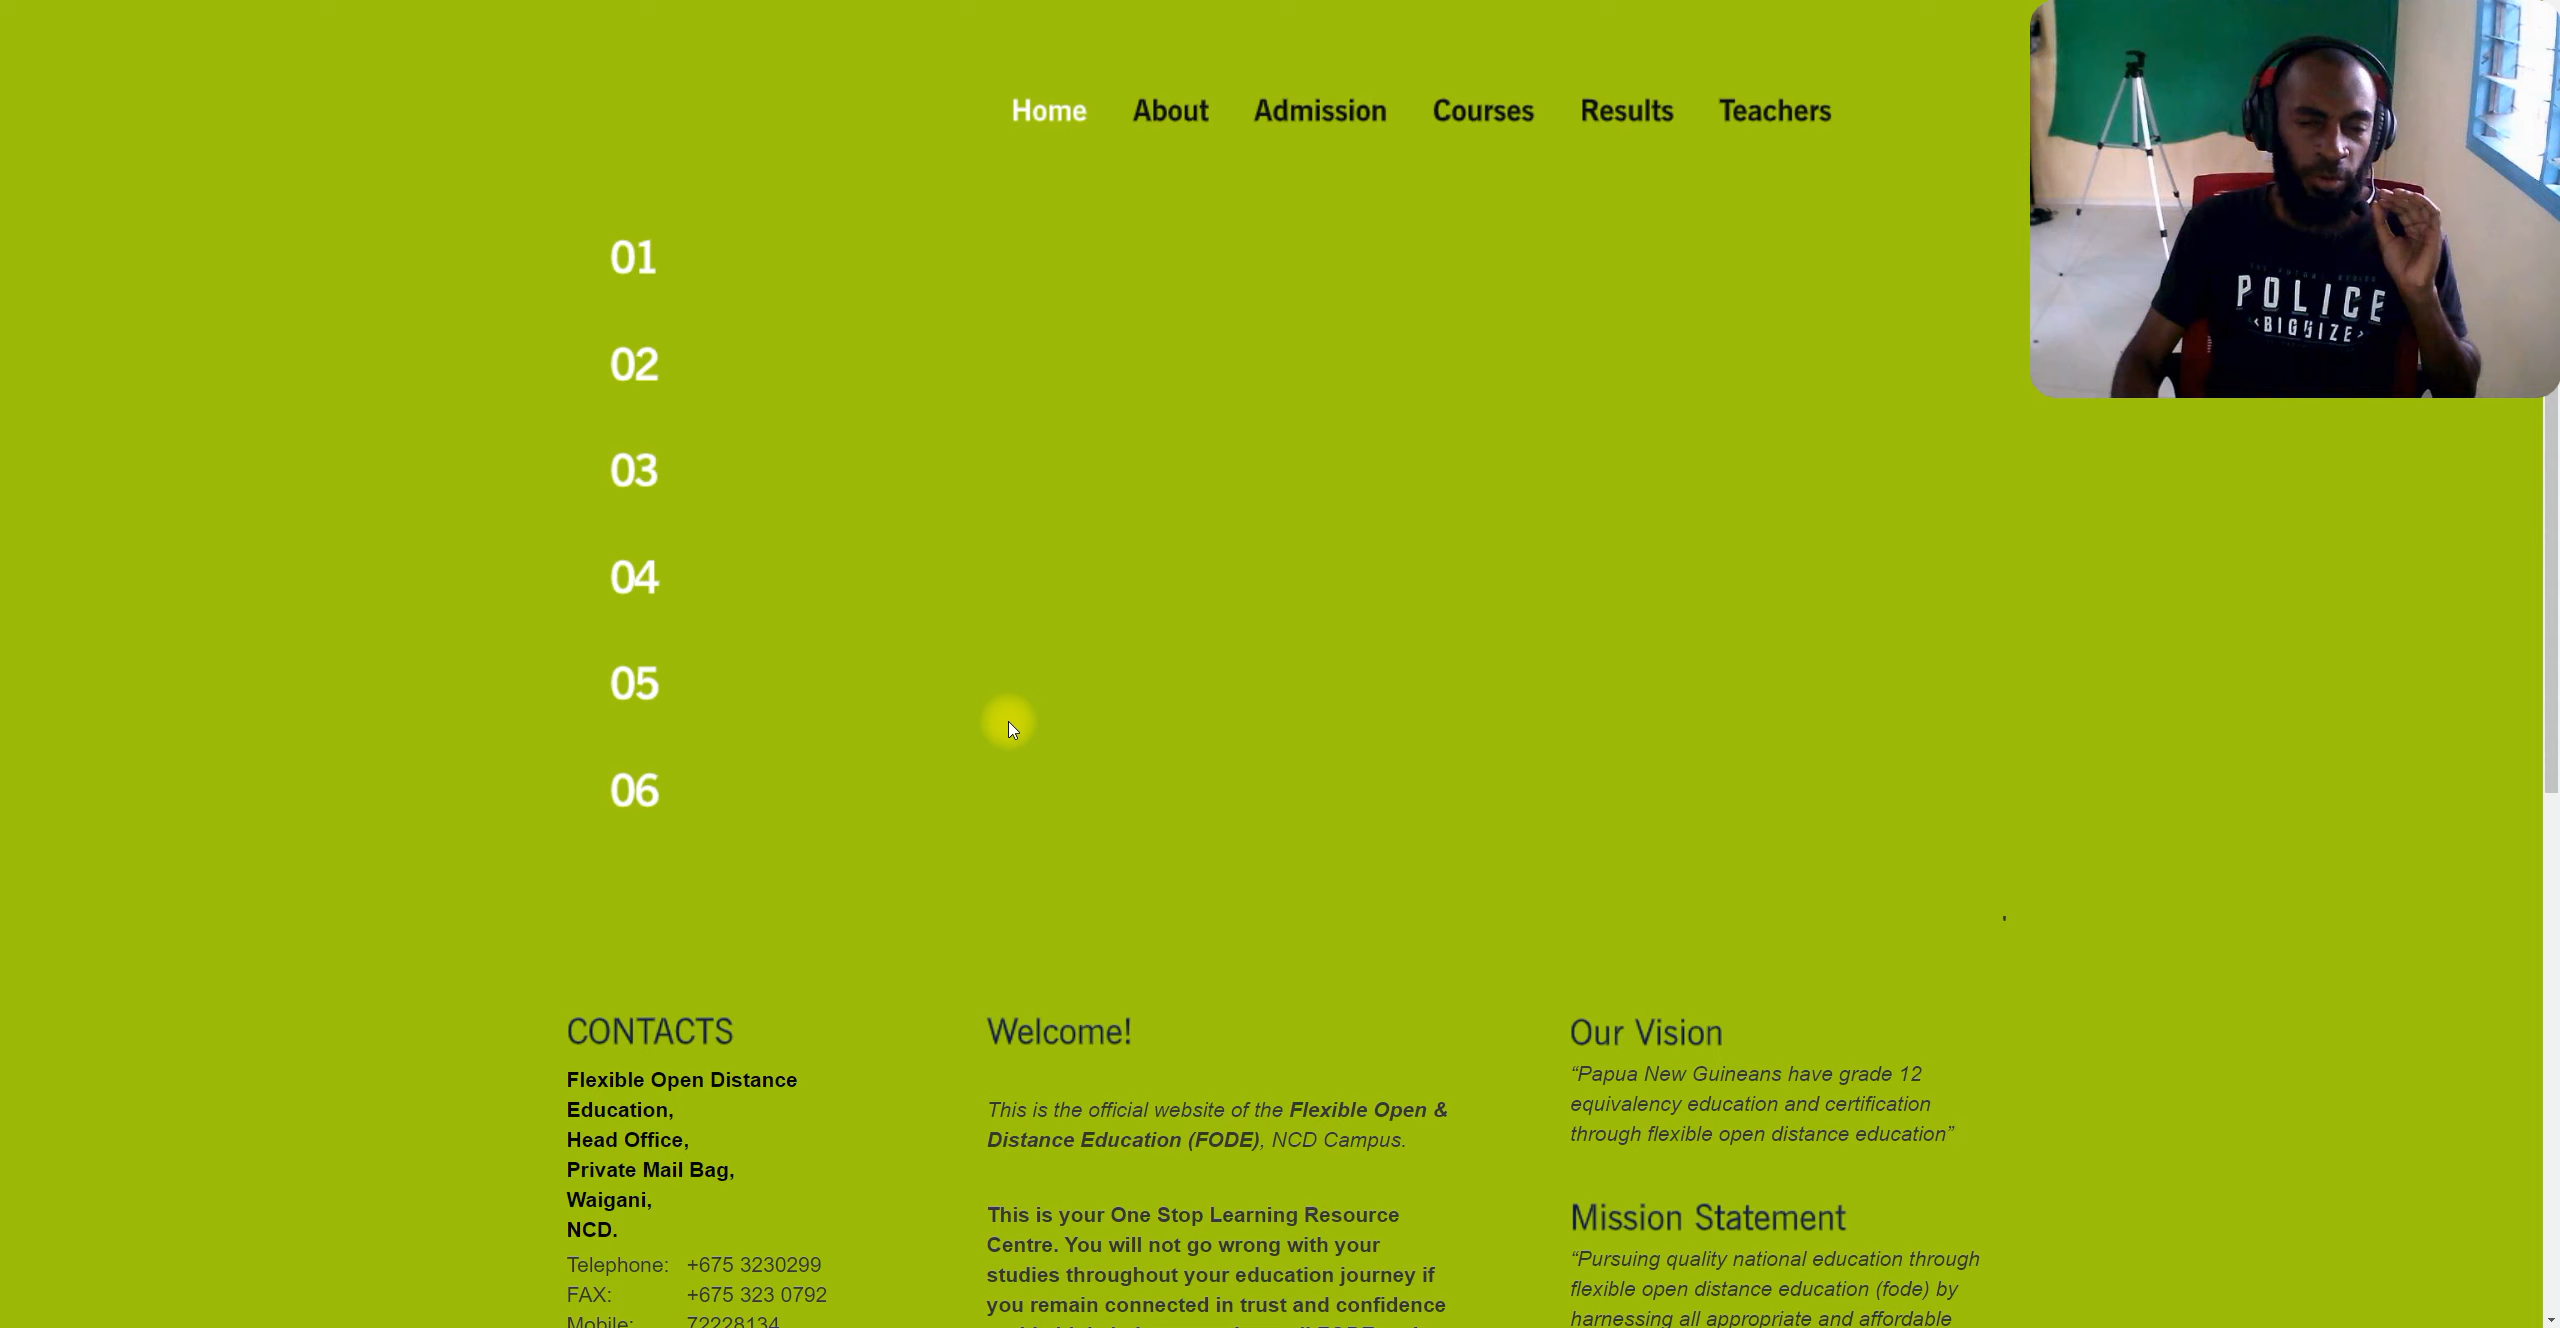 Home About Admission Courses Results Teachers
POLICE
BIGSIZE
01
02
03
04
05
06
CONTACTS
Flexible Open Distance
Education,
Head Office,
Private Mail Bag,
Waigani,
NCD.
Telephone: +675 3230299
FAX: +675 323 0792
Mobile: 72228134
Welcome!
This is the official website of the Flexible Open &
Distance Education (FODE), NCD Campus.
This is your One Stop Learning Resource
Centre. You will not go wrong with your
studies throughout your education journey if
you remain connected in trust and confidence
Our Vision
“Papua New Guineans have grade 12
equivalency education and certification
through flexible open distance education”
Mission Statement
“Pursuing quality national education through
flexible open distance education (fode) by
harnessing all appropriate and affordable